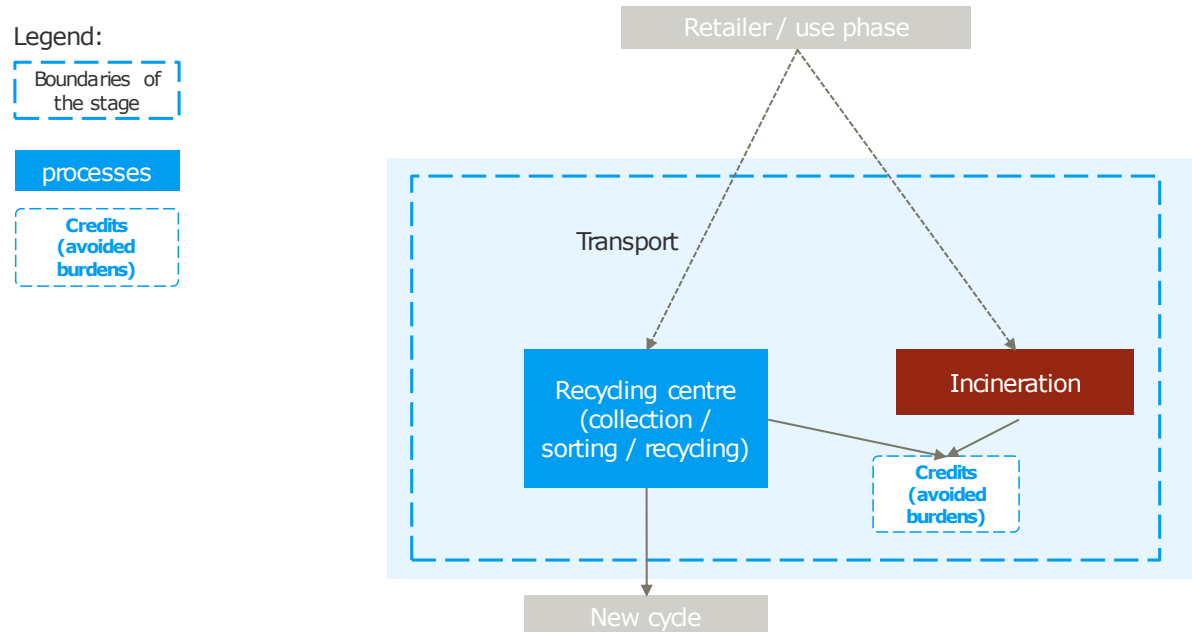 Legend:
Boundaries of
the stage
processes
Credits
(avoided
burdens)
Retailer / use phase
Transport
Recycling centre
(collection /
sorting / recycling)
Incineration
Credits
(avoided
burdens)
New cycle